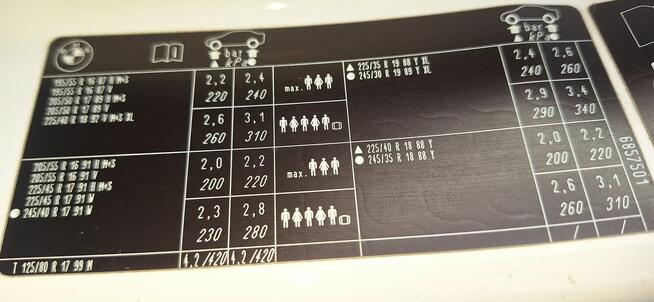 BMW
bar
kPa
bar
kPa
195/55 R 16 87 H M+S
195/55 R 16 87 V
205/50 R 17 89 H M+S
205/50 R 17 89 V
225/40 R 18 92 V M+S XL
2,2 2,4
220 240
max.
2,6 3,1
260 310
225/35 R 19 88 Y XL
245/30 R 19 89 Y XL
2,4 2,6
240 260
2,9 3,4
290 340
205/55 R 16 91 H M+S
205/55 R 16 91 V
225/45 R 17 91 H M+S
225/45 R 17 91 W
245/40 R 17 91 W
2,0 2,2
200 220
max.
2,3 2,8
230 280
225/40 R 18 88 Y
245/35 R 18 88 Y
2,0 2,2
200 220
2,6 3,1
260 310
/ /
T 125/80 R 17 99 M
4,2 /420 4,2 /420
6857501